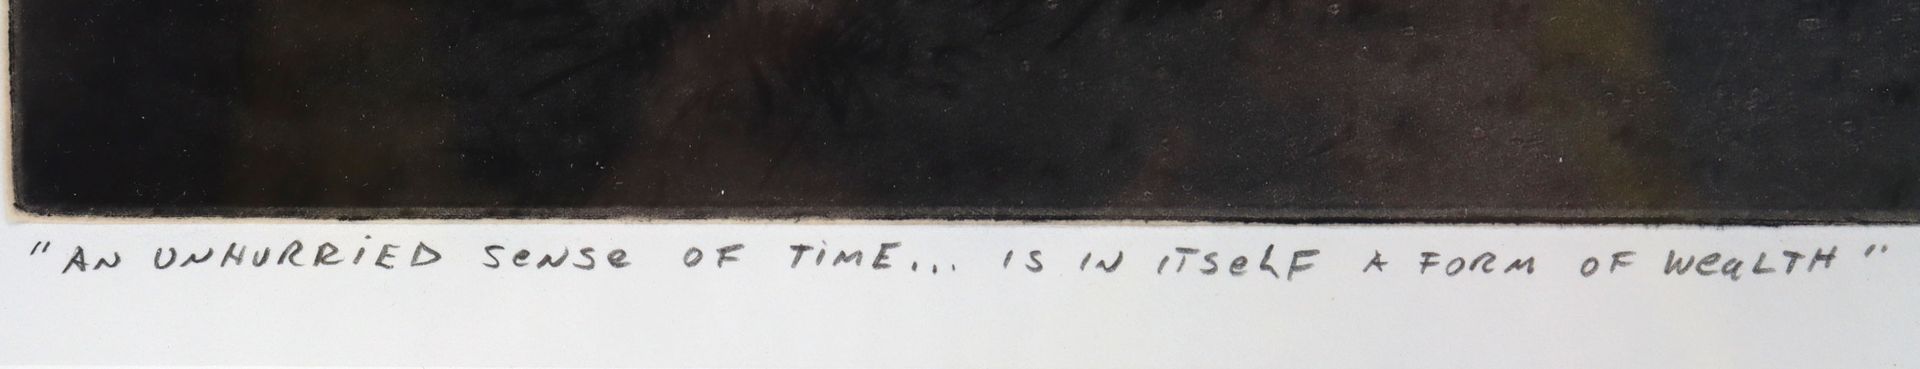 "AN UNHURRiED SeNSe OF TiME... iS iN iTSeLF A FORM OF WeaLTH"